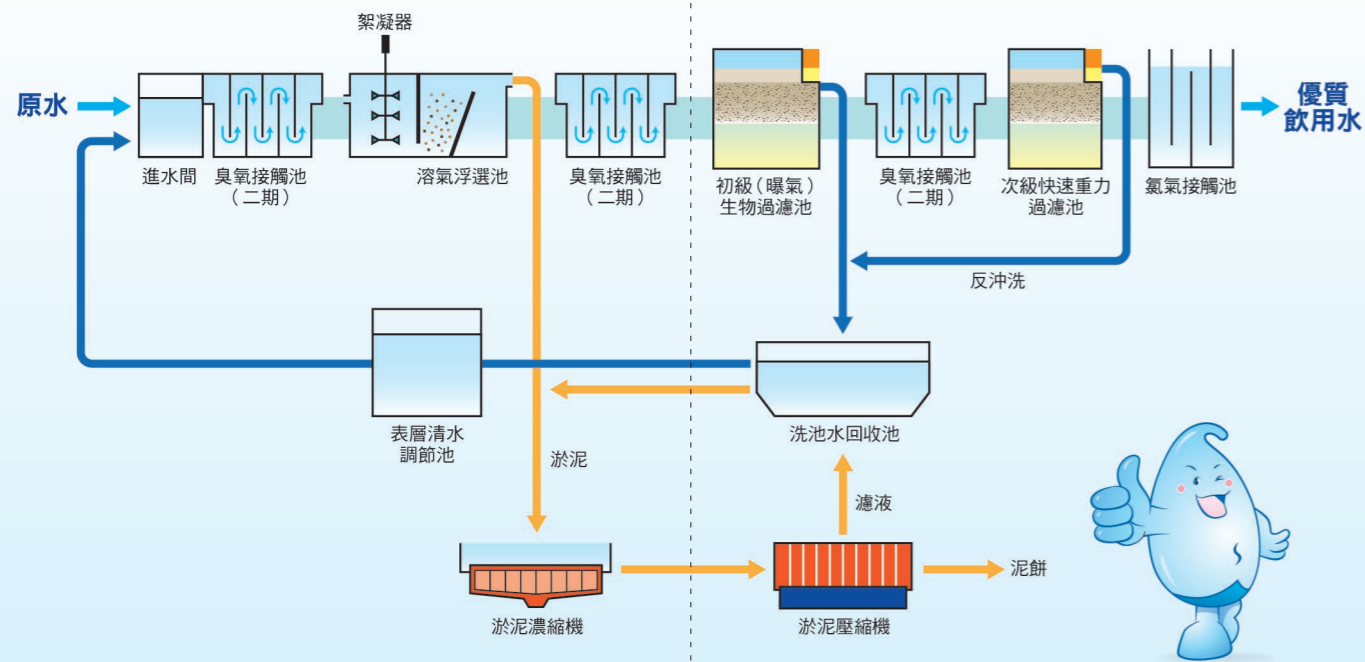 絮凝器
原水
優質
飲用水
進水間
臭氧接觸池
（二期）
溶氣浮選池
臭氧接觸池
（二期）
初級（曝氣）
生物過濾池
臭氧接觸池
（二期）
次級快速重力
過濾池
氯氣接觸池
反沖洗
表層清水
調節池
洗池水回收池
淤泥
濾液
泥餅
淤泥濃縮機
淤泥壓縮機